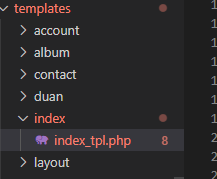 templates
account
album
contact
duan
index
index_tpl.php 8
layout